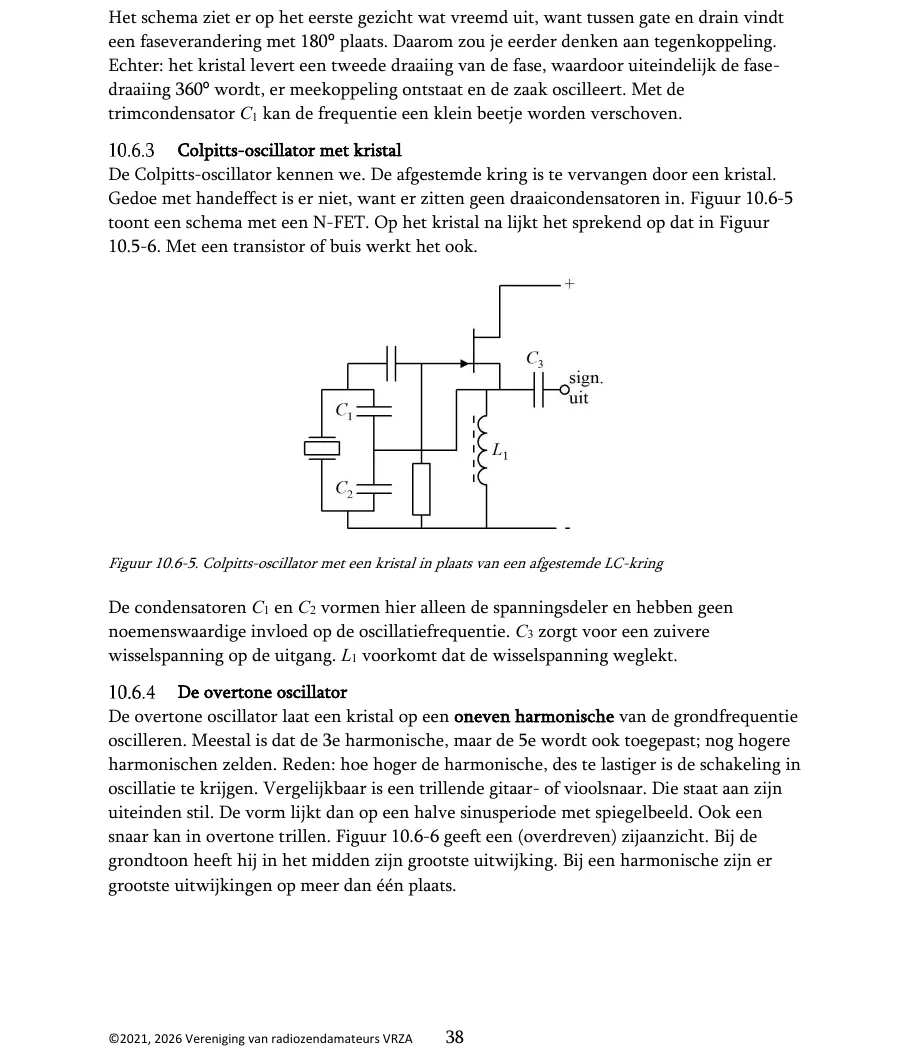 Het schema ziet er op het eerste gezicht wat vreemd uit, want tussen gate en drain vindt
een faseverandering met 180° plaats. Daarom zou je eerder denken aan tegenkoppeling.
Echter: het kristal levert een tweede draaiing van de fase, waardoor uiteindelijk de fase-
draaiing 360° wordt, er meekoppeling ontstaat en de zaak oscilleert. Met de
trimcondensator C1 kan de frequentie een klein beetje worden verschoven.
10.6.3 Colpitts-oscillator met kristal
De Colpitts-oscillator kennen we. De afgestemde kring is te vervangen door een kristal.
Gedoe met handeffect is er niet, want er zitten geen draaicondensatoren in. Figuur 10.6-5
toont een schema met een N-FET. Op het kristal na lijkt het sprekend op dat in Figuur
10.5-6. Met een transistor of buis werkt het ook.
+
C3
sign.
uit
C1
L1
C2
-
Figuur 10.6-5. Colpitts-oscillator met een kristal in plaats van een afgestemde LC-kring
De condensatoren C1 en C2 vormen hier alleen de spanningsdeler en hebben geen
noemenswaardige invloed op de oscillatiefrequentie. C3 zorgt voor een zuivere
wisselspanning op de uitgang. L1 voorkomt dat de wisselspanning weglekt.
10.6.4 De overtone oscillator
De overtone oscillator laat een kristal op een oneven harmonische van de grondfrequentie
oscilleren. Meestal is dat de 3e harmonische, maar de 5e wordt ook toegepast; nog hogere
harmonischen zelden. Reden: hoe hoger de harmonische, des te lastiger is de schakeling in
oscillatie te krijgen. Vergelijkbaar is een trillende gitaar- of vioolsnaar. Die staat aan zijn
uiteinden stil. De vorm lijkt dan op een halve sinusperiode met spiegelbeeld. Ook een
snaar kan in overtone trillen. Figuur 10.6-6 geeft een (overdreven) zijaanzicht. Bij de
grondtoon heeft hij in het midden zijn grootste uitwijking. Bij een harmonische zijn er
grootste uitwijkingen op meer dan één plaats.
©2021, 2026 Vereniging van radiozendamateurs VRZA 38